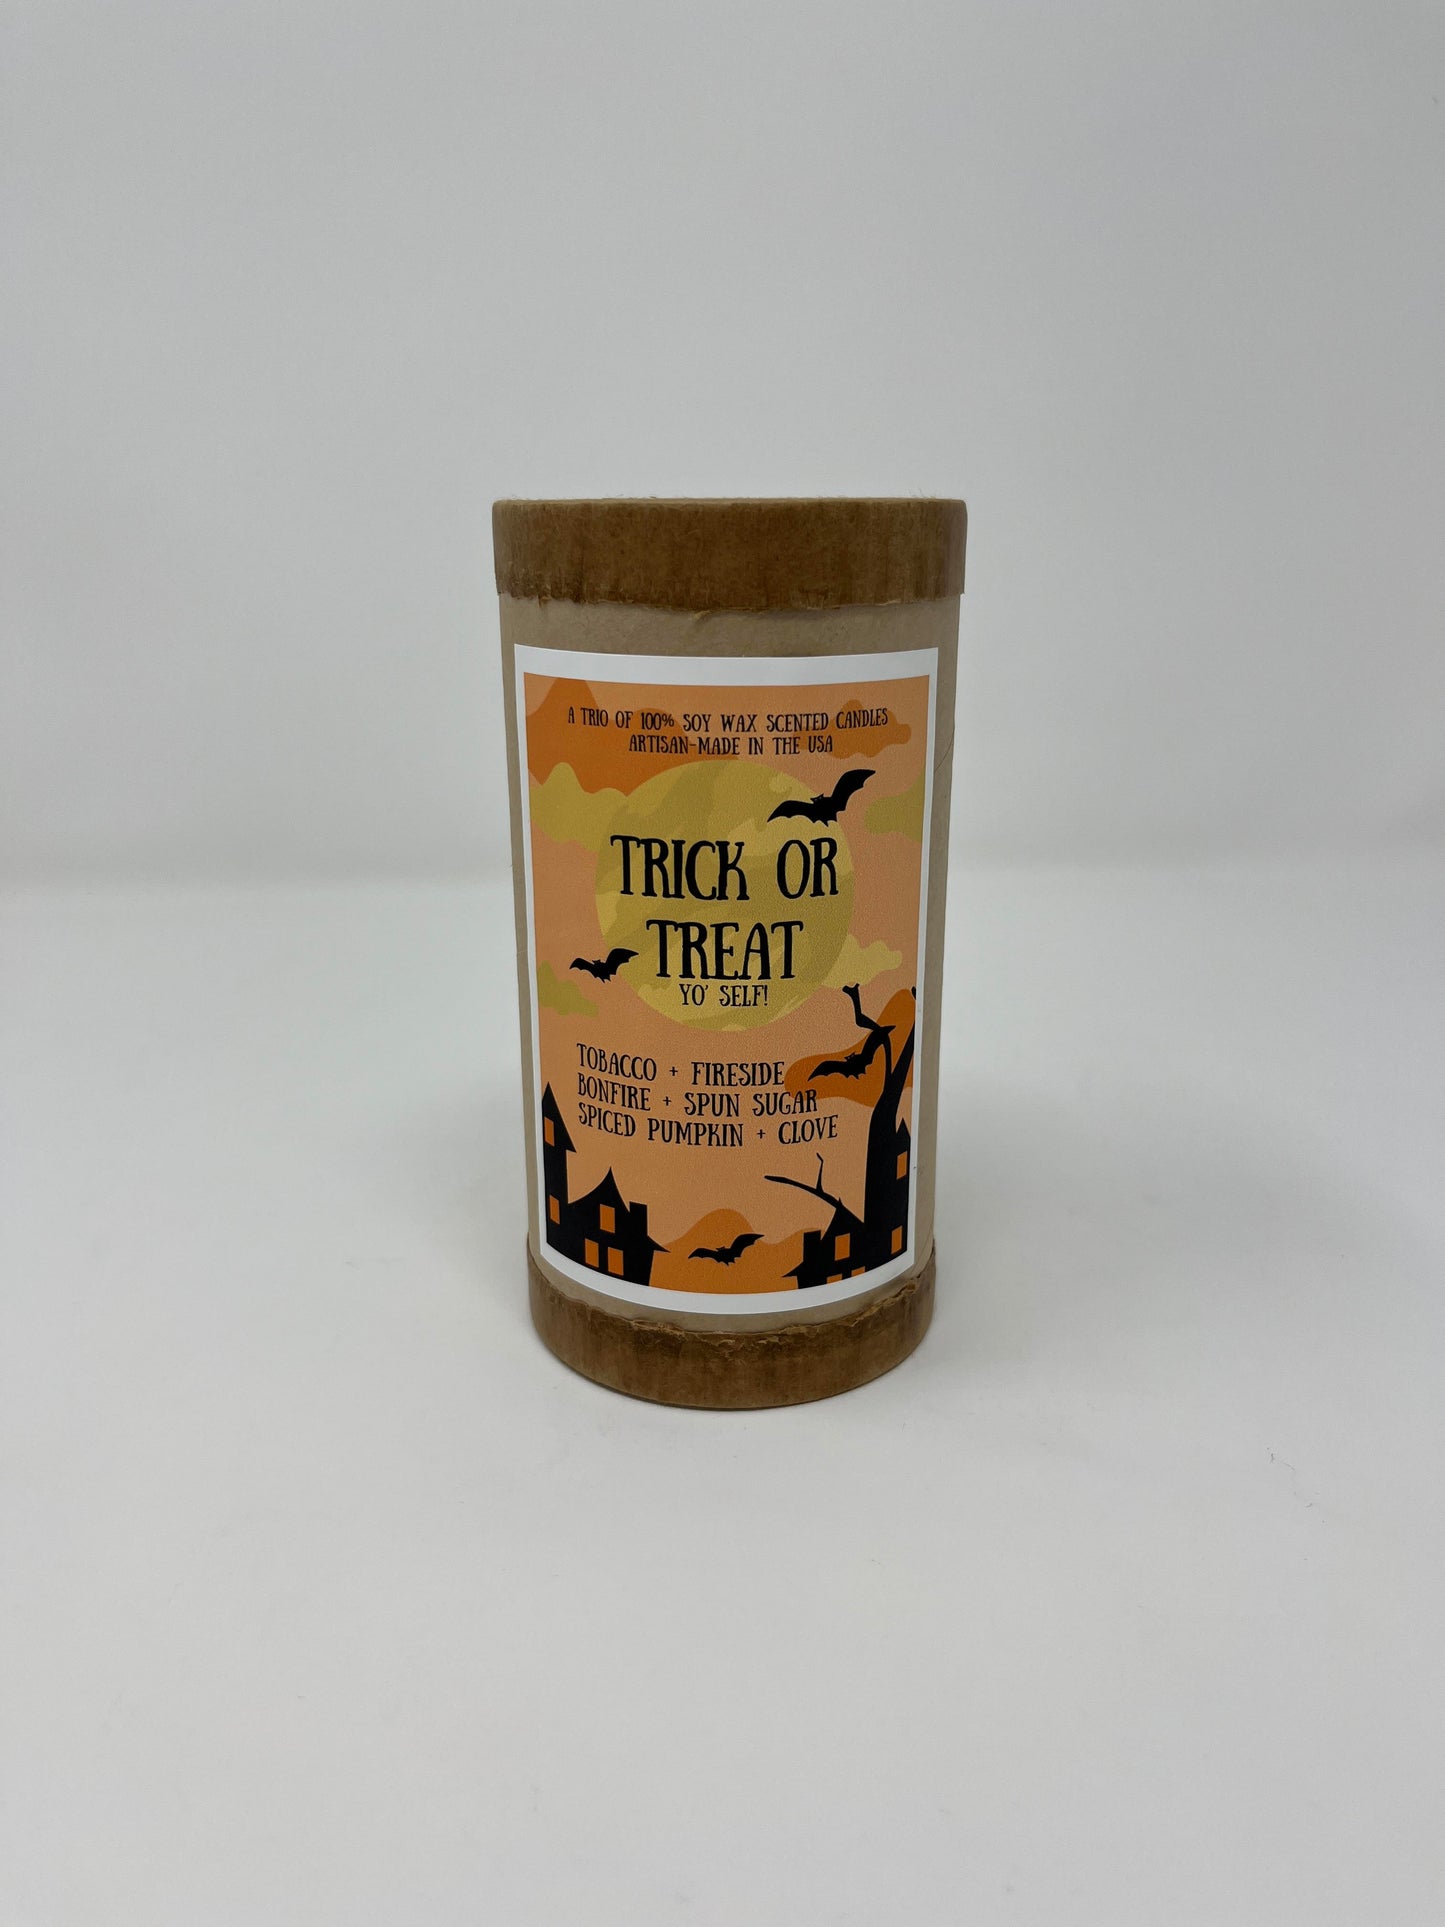 A TRIO OF 100% SOY WAX SCENTED CANDLES
ARTISAN-MADE IN THE USA
TRICK OR
TREAT
YO' SELF!
TOBACCO + FIRESIDE
BONFIRE + SPUN SUGAR
SPICED PUMPKIN + CLOVE